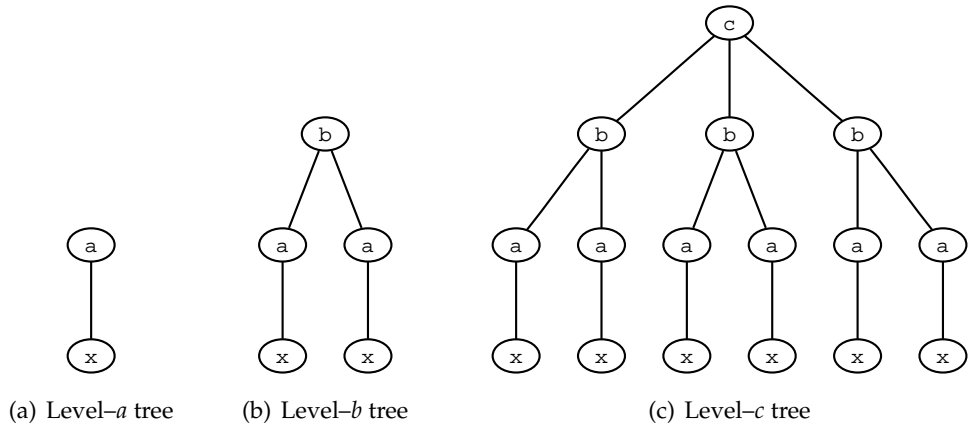 c
b b b b
a a a a a a a a a
x x x x x x x x x
(a) Level–a tree (b) Level–b tree (c) Level–c tree